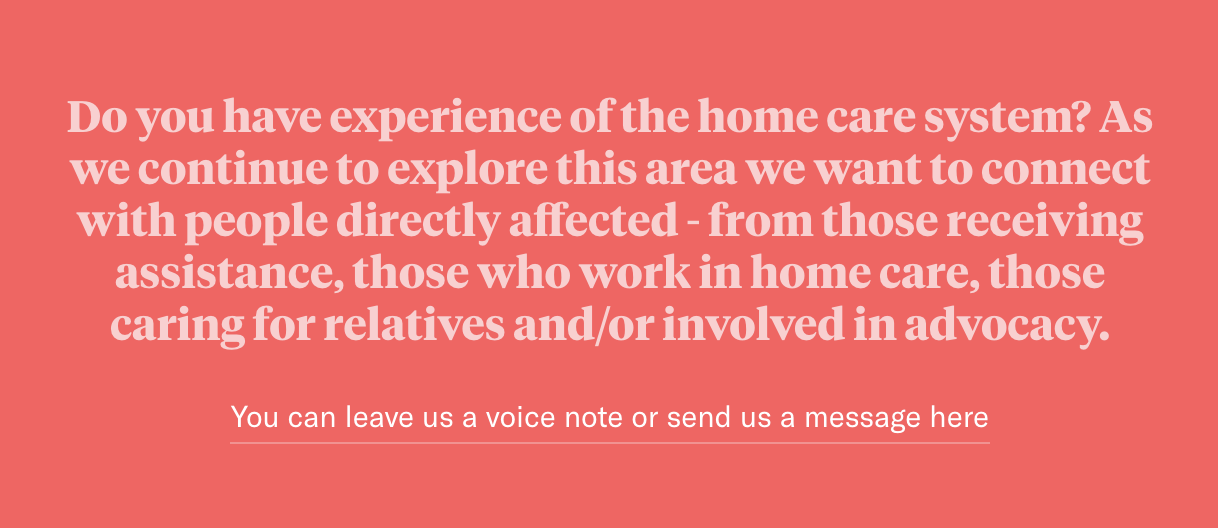 Do you have experience of the home care system? As
we continue to explore this area we want to connect
with people directly affected - from those receiving
assistance, those who work in home care, those
caring for relatives and/or involved in advocacy.
You can leave us a voice note or send us a message here